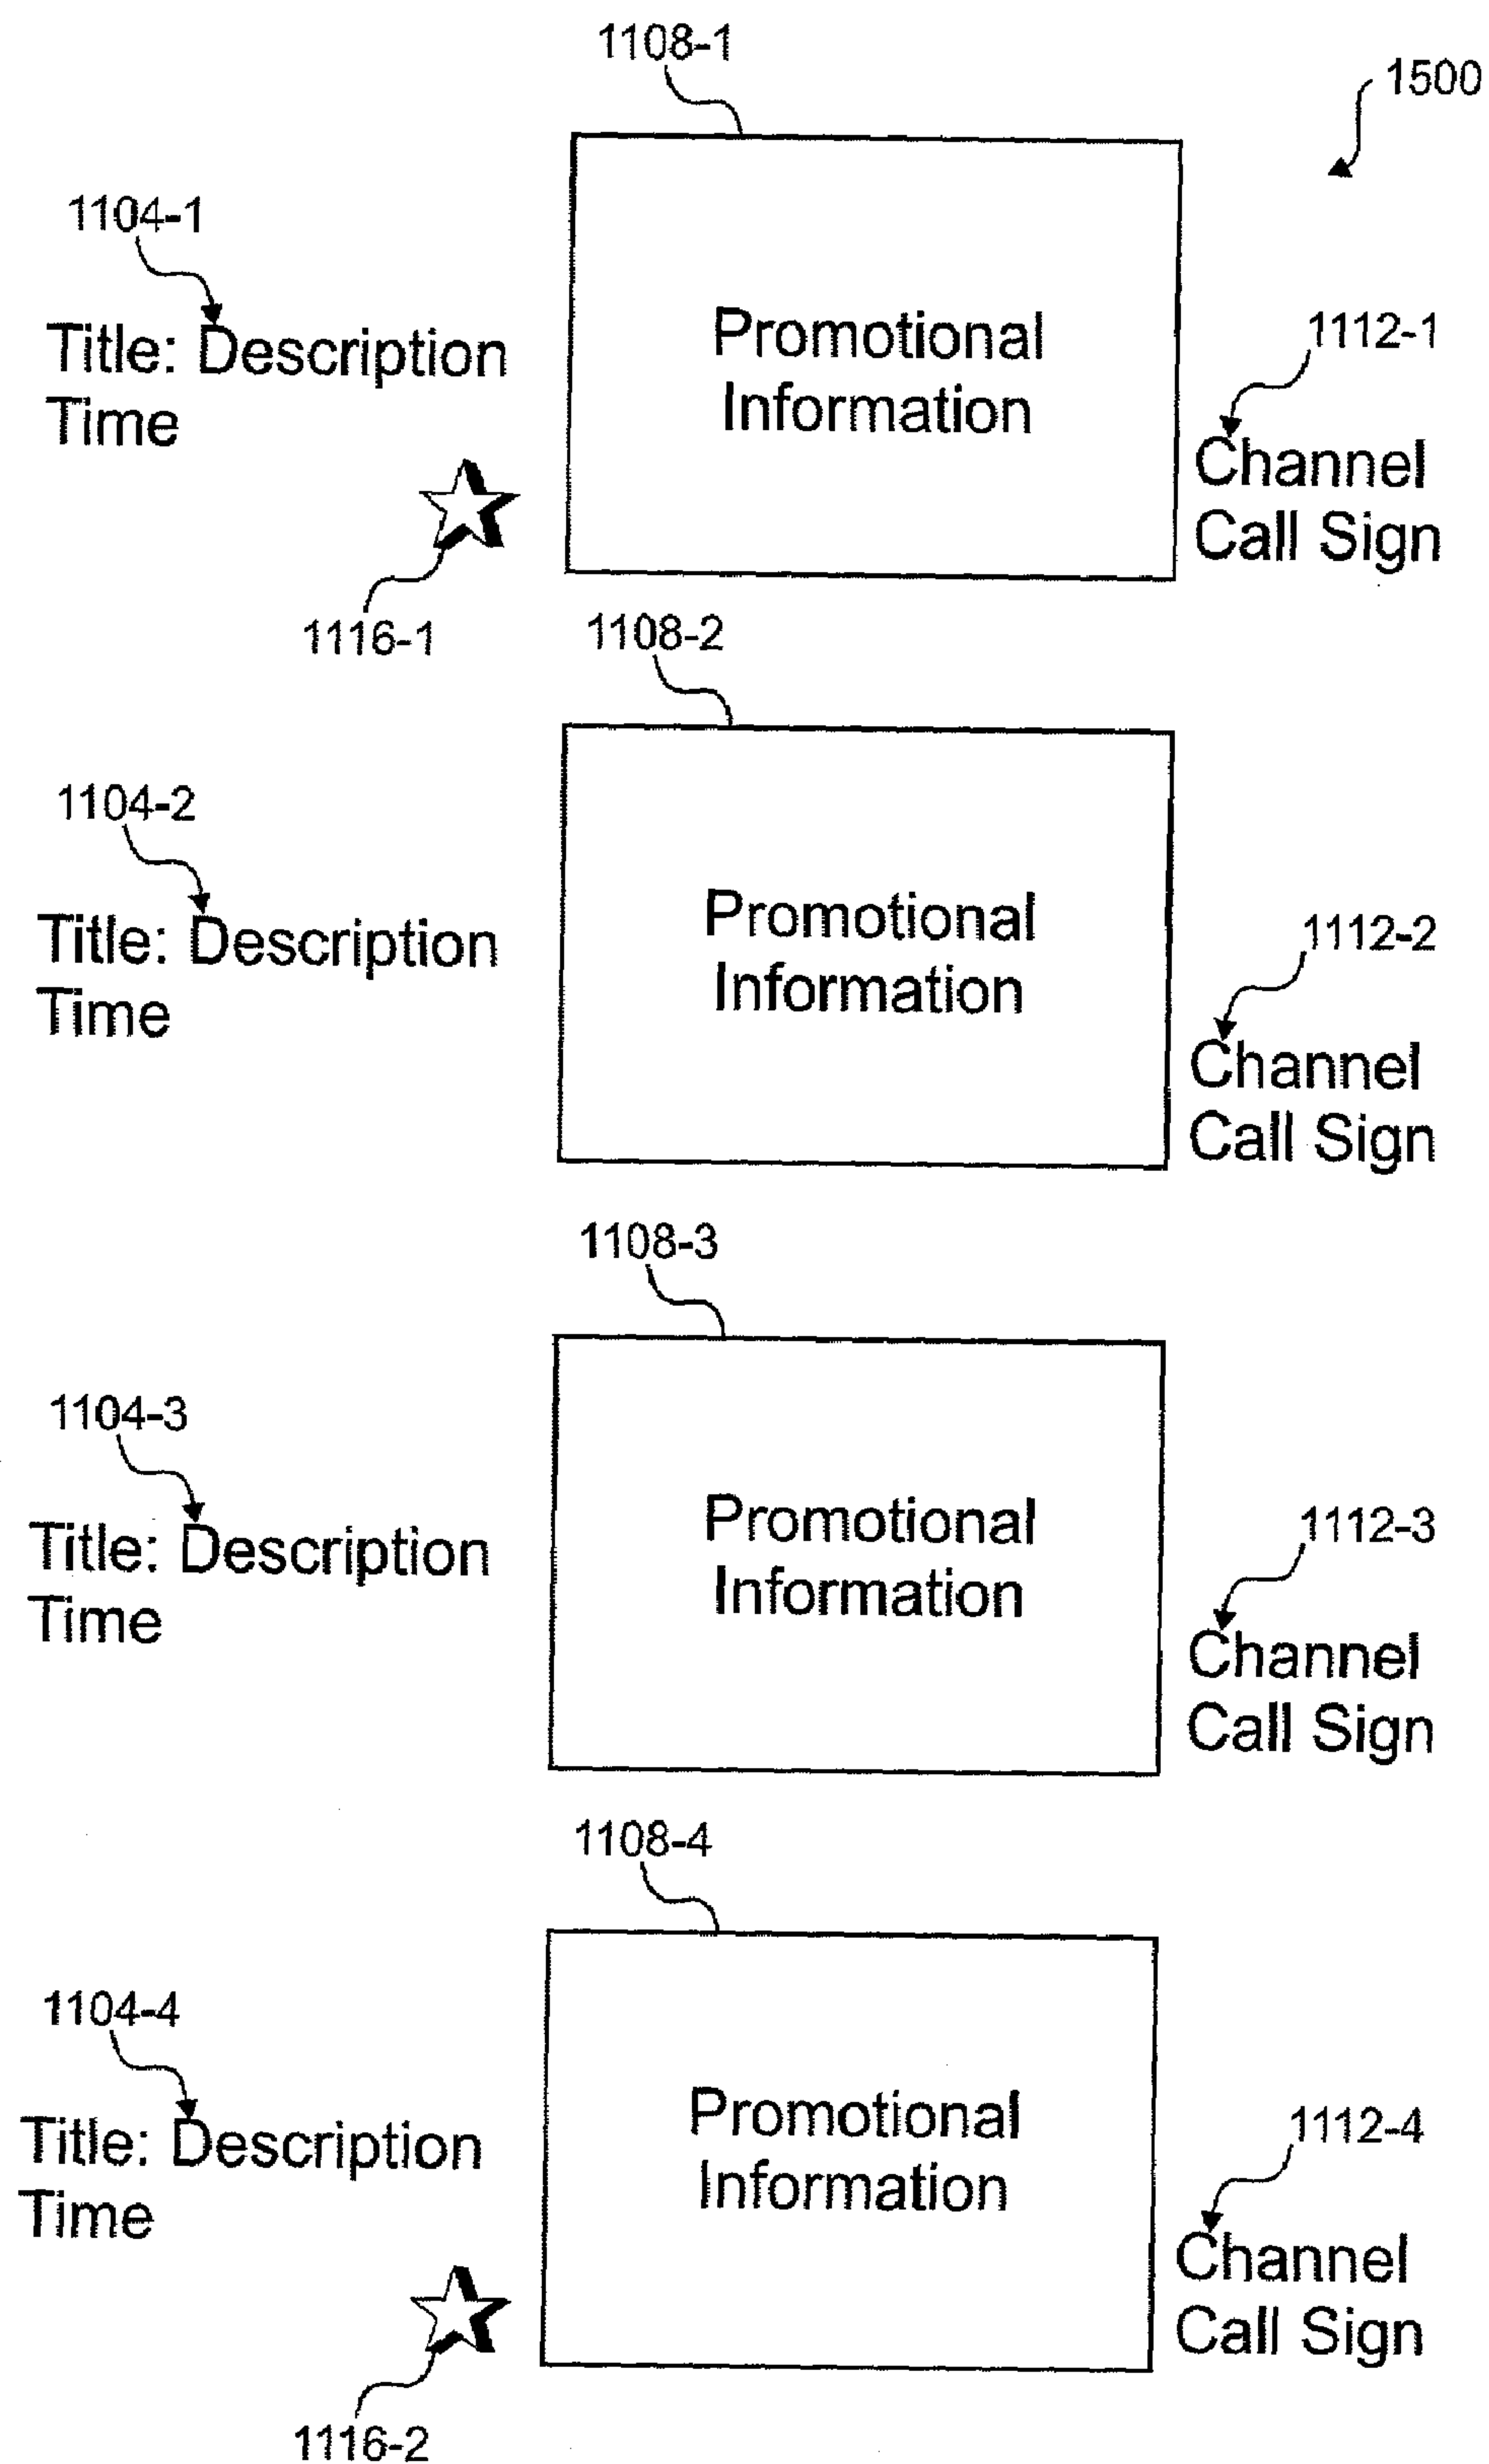 1108-1
1500
1104-1
Title: Description
Time
Promotional
Information
1112-1
Channel
Call Sign
1116-1
1108-2
1104-2
Title: Description
Time
Promotional
Information
1112-2
Channel
Call Sign
1108-3
1104-3
Title: Description
Time
Promotional
Information
1112-3
Channel
Call Sign
1108-4
1104-4
Title: Description
Time
Promotional
Information
1112-4
Channel
Call Sign
1116-2